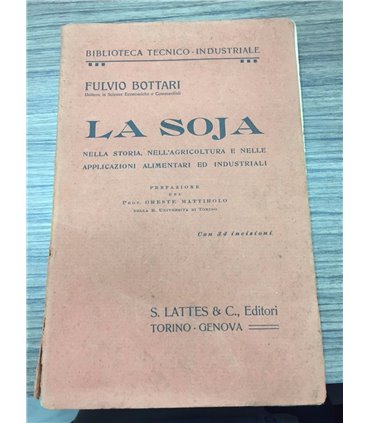 BIBLIOTECA TECNICO-INDUSTRIALE
FULVIO BOTTARI
Dottore in Scienze Economiche e Commerciali
LA SOJA
NELLA STORIA, NELL'AGRICOLTURA E NELLE
APPLICAZIONI ALIMENTARI ED INDUSTRIALI
PREFAZIONE
DEL
Prof. ORESTE MATTIROLO
DELLA R. UNIVERSITÀ DI TORINO
Con 34 incisioni
S. LATTES & C., Editori
TORINO - GENOVA